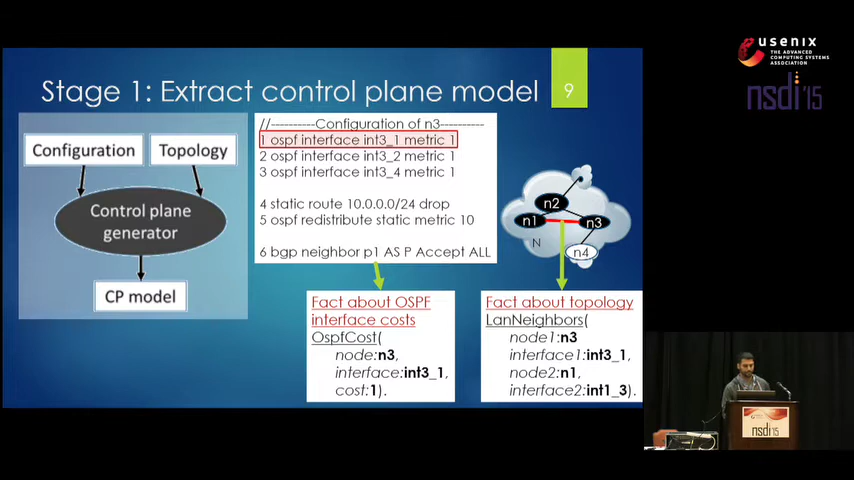 usenix
THE ADVANCED
COMPUTING SYSTEMS
ASSOCIATION
nsdi'15
Stage 1: Extract control plane model
9
Configuration
Topology
Control plane
generator
CP model
//----------Configuration of n3----------
1 ospf interface int3_1 metric 1
2 ospf interface int3_2 metric 1
3 ospf interface int3_4 metric 1
4 static route 10.0.0.0/24 drop
5 ospf redistribute static metric 10
6 bgp neighbor p1 AS P Accept ALL
n2
n1
n3
N
n4
Fact about OSPF
interface costs
OspfCost(
node:n3,
interface:int3_1,
cost:1).
Fact about topology
LanNeighbors(
node1:n3
interface1:int3_1,
node2:n1,
interface2:int1_3).
nsdi'15